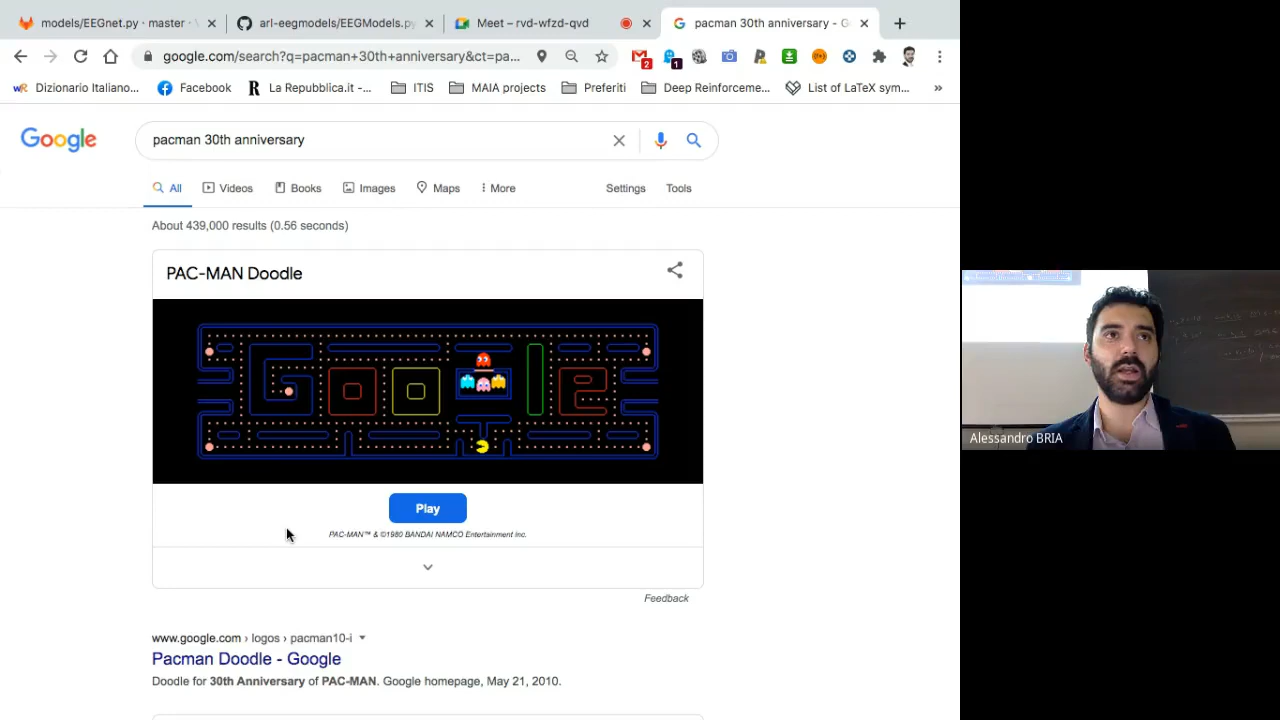 models/EEGnet.py · master · V
arl-eegmodels/EEGModels.py
Meet – rvd-wfzd-qvd
pacman 30th anniversary - G
google.com/search?q=pacman+30th+anniversary&ct=pa...
2
1
Dizionario Italiano...
Facebook
La Repubblica.it -...
ITIS
MAIA projects
Preferiti
Deep Reinforceme...
List of LaTeX sym...
»
Google
pacman 30th anniversary
All
Videos
Books
Images
Maps
More
Settings
Tools
About 439,000 results (0.56 seconds)
PAC-MAN Doodle
Google
Play
PAC-MAN™ & ©1980 BANDAI NAMCO Entertainment Inc.
Feedback
www.google.com › logos › pacman10-i
Pacman Doodle - Google
Doodle for 30th Anniversary of PAC-MAN. Google homepage, May 21, 2010.
Alessandro BRIA